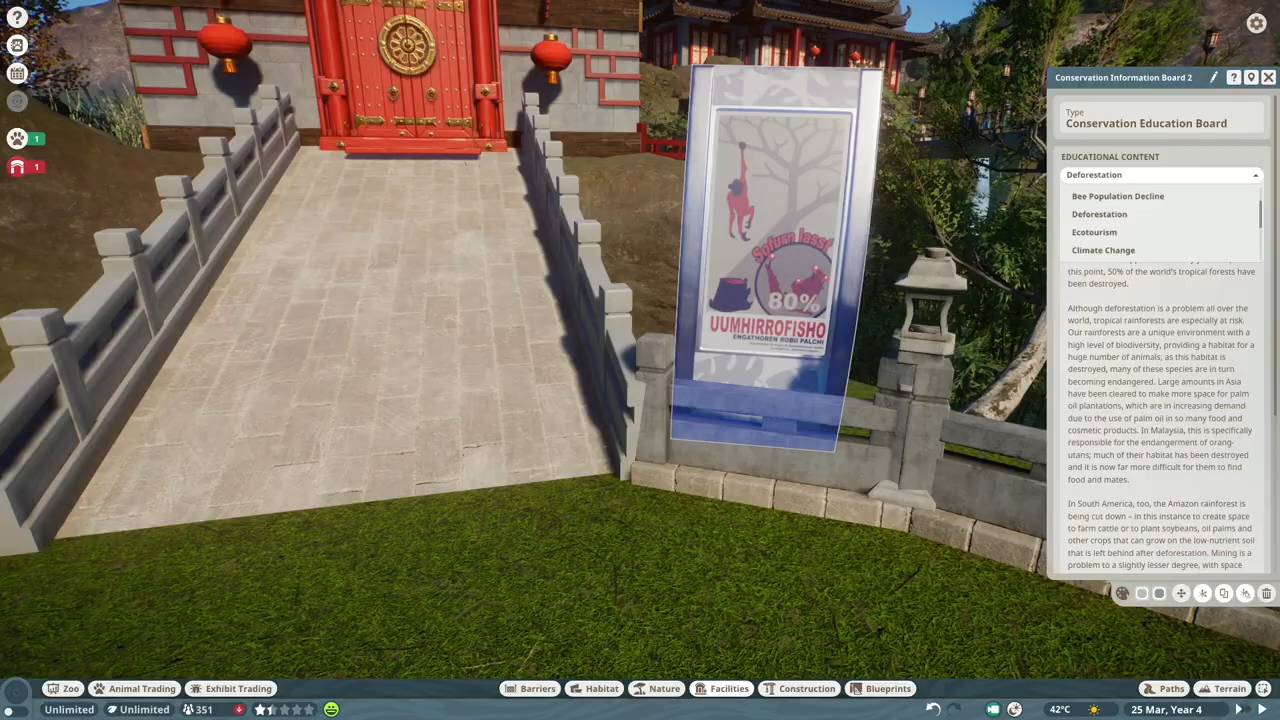 1
1
Sofurn lassf
80%
UUMHIRROFISHO
ENGATHOREN ROBII PALCHI
Conservation Information Board 2
Type
Conservation Education Board
EDUCATIONAL CONTENT
Deforestation
Bee Population Decline
Deforestation
Ecotourism
Climate Change
this point, 50% of the world's tropical forests have
been destroyed.
Although deforestation is a problem all over the
world, tropical rainforests are especially at risk.
Our rainforests are a unique environment with a
high level of biodiversity, providing a habitat for a
huge number of animals; as this habitat is
destroyed, many of these species are in turn
becoming endangered. Large amounts in Asia
have been cleared to make more space for palm
oil plantations, which are in increasing demand
due to the use of palm oil in so many food and
cosmetic products. In Malaysia, this is specifically
responsible for the endangerment of orang-
utans; much of their habitat has been destroyed
and it is now far more difficult for them to find
food and mates.
In South America, too, the Amazon rainforest is
being cut down – in this instance to create space
to farm cattle or to plant soybeans, oil palms and
other crops that can grow on the low-nutrient soil
that is left behind after deforestation. Mining is a
problem to a slightly lesser degree, with space
Zoo
Animal Trading
Exhibit Trading
Barriers
Habitat
Nature
Facilities
Construction
Blueprints
Paths
Terrain
Unlimited
Unlimited
351
42°C
25 Mar, Year 4